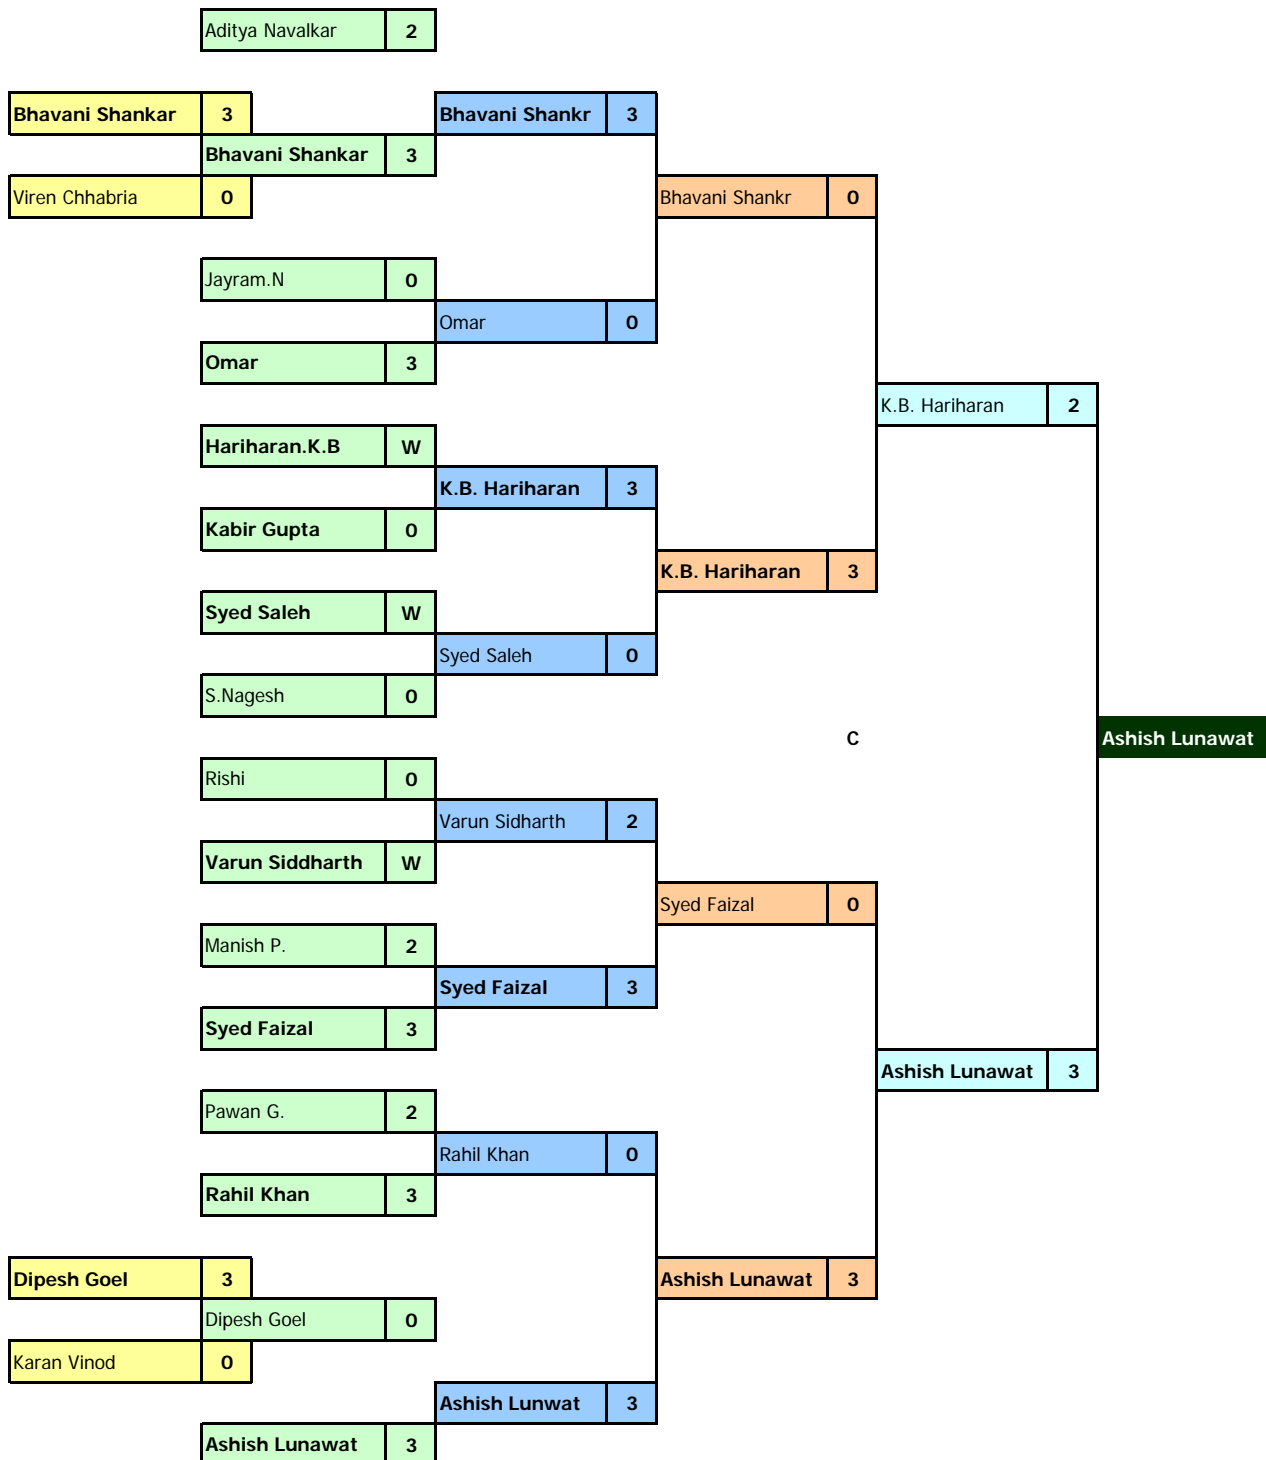 Aditya Navalkar 2
Bhavani Shankar 3 Bhavani Shankr 3
Bhavani Shankar 3
Viren Chhabria 0 Bhavani Shankr 0
Jayram.N 0
Omar 0
Omar 3
K.B. Hariharan 2
Hariharan.K.B W
K.B. Hariharan 3
Kabir Gupta 0
K.B. Hariharan 3
Syed Saleh W
Syed Saleh 0
S.Nagesh 0
C Ashish Lunawat
Rishi 0
Varun Sidharth 2
Varun Siddharth W
Syed Faizal 0
Manish P. 2
Syed Faizal 3
Syed Faizal 3
Ashish Lunawat 3
Pawan G. 2
Rahil Khan 0
Rahil Khan 3
Dipesh Goel 3 Ashish Lunawat 3
Dipesh Goel 0
Karan Vinod 0
Ashish Lunwat 3
Ashish Lunawat 3